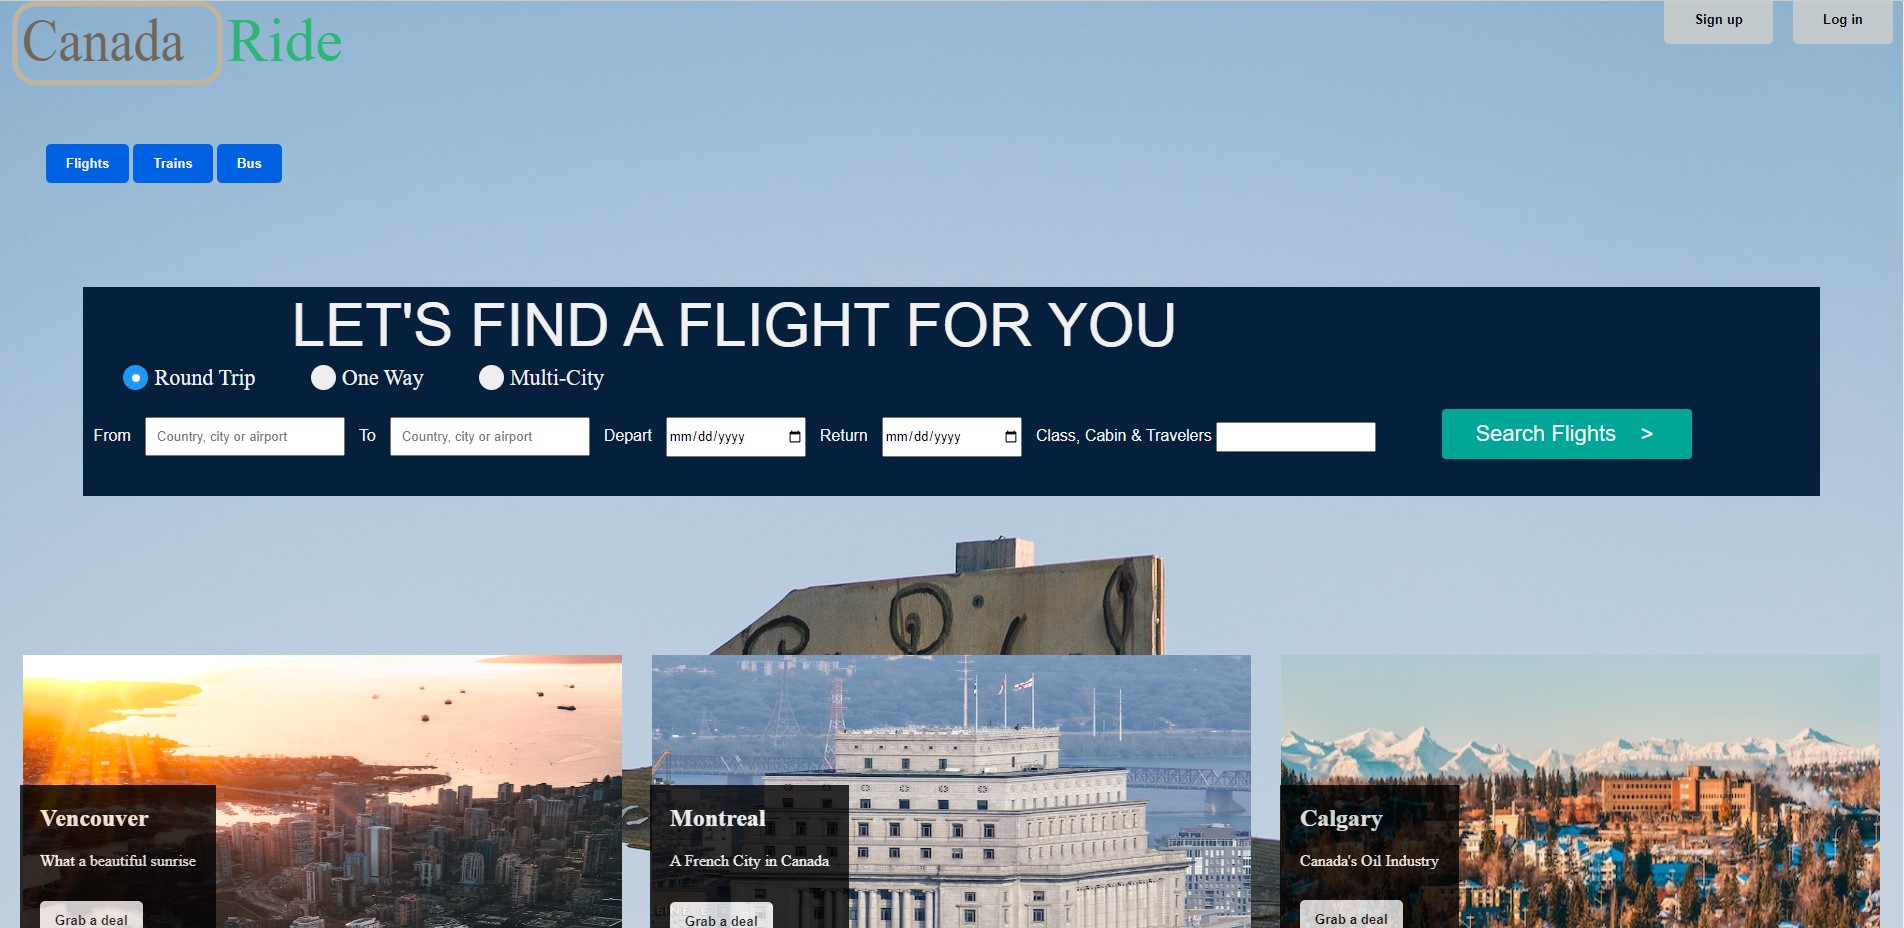 Canada Ride
Sign up
Log in
Flights
Trains
Bus
LET'S FIND A FLIGHT FOR YOU
Round Trip
One Way
Multi-City
From
Country, city or airport
To
Country, city or airport
Depart
mm/dd/yyyy
Return
mm/dd/yyyy
Class, Cabin & Travelers
Search Flights >
Vencouver
What a beautiful sunrise
Grab a deal
Montreal
A French City in Canada
Grab a deal
Calgary
Canada's Oil Industry
Grab a deal